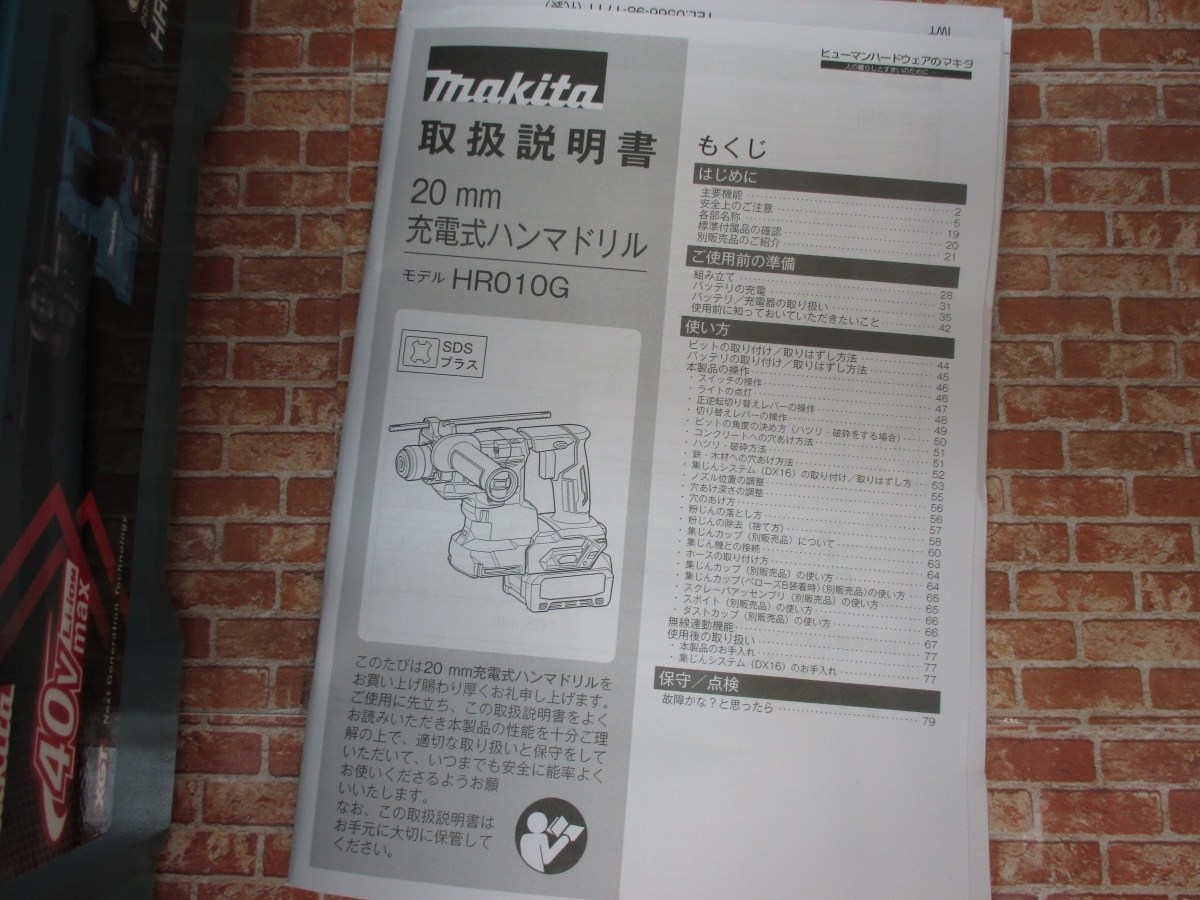 TEL.0566-98-1711 (代表)
IWT
makita
取扱説明書
20 mm
充電式ハンマドリル
モデル HR010G
SDS
プラス
このたびは20 mm充電式ハンマドリルを
お買い上げ賜わり厚くお礼申し上げます。
ご使用に先立ち、この取扱説明書をよく
お読みいただき本製品の性能を十分ご理
解の上で、適切な取り扱いと保守をして
いただいて、いつまでも安全に能率よく
お使いくださるようお願
いいたします。
なお、この取扱説明書は
お手元に大切に保管して
ください。
ヒューマンハードウェアのマキタ
人の暮らしとすまいのために
もくじ
はじめに
主要機能 2
安全上のご注意 5
各部名称 19
標準付属品の確認 20
別販売品のご紹介 21
ご使用前の準備
組み立て 28
バッテリの充電 31
バッテリ／充電器の取り扱い 35
使用前に知っておいていただきたいこと 42
使い方
ビットの取り付け／取りはずし方法 44
バッテリの取り付け／取りはずし方法 45
本製品の操作 46
・スイッチの操作 46
・ライトの点灯 47
・正逆転切り替えレバーの操作 48
・切り替えレバーの操作 49
・ビットの角度の決め方（ハツリ・破砕をする場合） 50
・コンクリートへの穴あけ方法 51
・ハツリ・破砕方法 51
・鉄・木材への穴あけ方法 52
・集じんシステム（DX16）の取り付け／取りはずし方 53
・ノズル位置の調整 55
・穴あけ深さの調整 56
・穴のあけ方 56
・粉じんの落とし方 57
・粉じんの除去（捨て方） 58
・集じんカップ（別販売品）について 60
・集じん機との接続 63
・ホースの取り付け方 64
・集じんカップ（別販売品）の使い方 64
・集じんカップ(ベローズB装着時)（別販売品)の使い方 65
・スクレーパアッセンブリ（別販売品）の使い方 65
・スポイト（別販売品）の使い方 66
・ダストカップ（別販売品）の使い方 66
無線連動機能 67
使用後の取り扱い 77
・本製品のお手入れ 77
・集じんシステム（DX16）のお手入れ 77
保守／点検
故障かな？と思ったら 79
40Vmax
Li-ion
XGT
Next Generation Technology